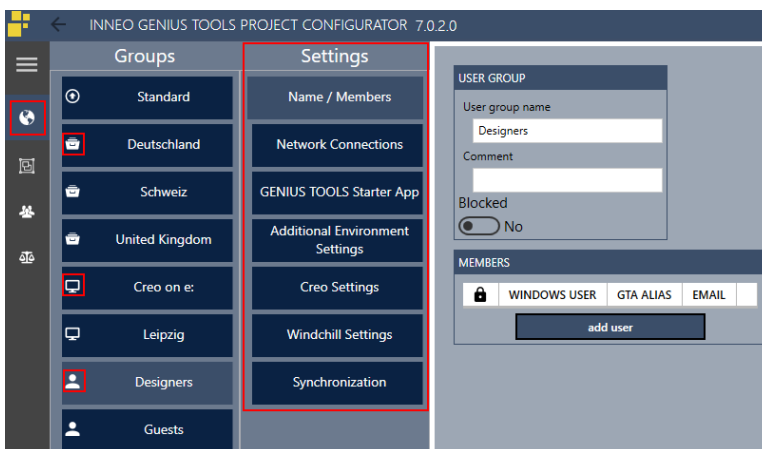 INNEO GENIUS TOOLS PROJECT CONFIGURATOR 7.0.2.0
Groups
Standard
Deutschland
Schweiz
United Kingdom
Creo on e:
Leipzig
Designers
Guests
Settings
Name / Members
Network Connections
GENIUS TOOLS Starter App
Additional Environment
Settings
Creo Settings
Windchill Settings
Synchronization
USER GROUP
User group name
Designers
Comment
Blocked
No
MEMBERS
WINDOWS USER GTA ALIAS EMAIL
add user